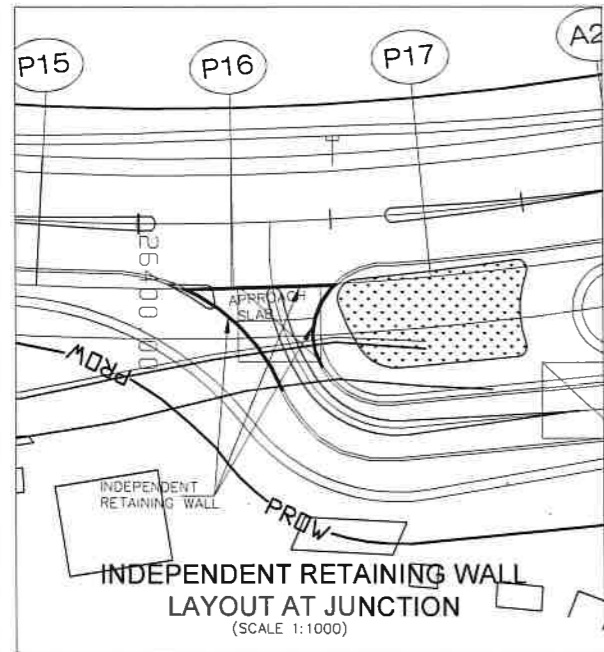 P15
P16
P17
A2
26400.00
APPROACH
SLAB
PROW
INDEPENDENT
RETAINING WALL
PROW
INDEPENDENT RETAINING WALL
LAYOUT AT JUNCTION
(SCALE 1:1000)